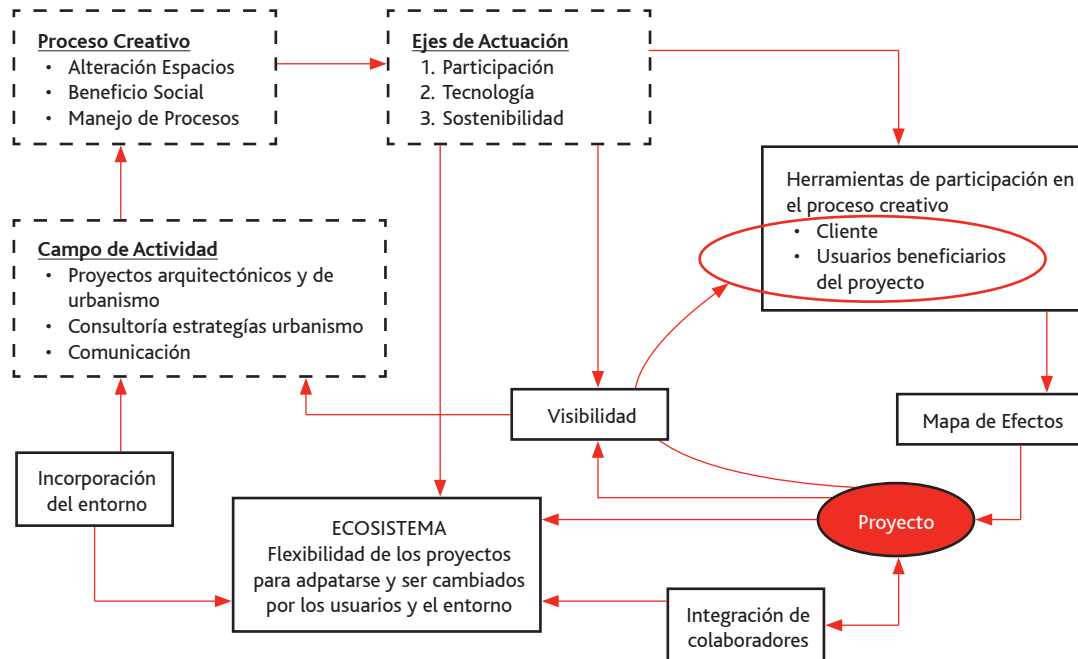 Proceso Creativo
• Alteración Espacios
• Beneficio Social
• Manejo de Procesos
Ejes de Actuación
1. Participación
2. Tecnología
3. Sostenibilidad
Herramientas de participación en
el proceso creativo
• Cliente
• Usuarios beneficiarios
del proyecto
Campo de Actividad
• Proyectos arquitectónicos y de
urbanismo
• Consultoría estrategías urbanismo
• Comunicación
Visibilidad
Mapa de Efectos
Incorporación
del entorno
ECOSISTEMA
Flexibilidad de los proyectos
para adpatarse y ser cambiados
por los usuarios y el entorno
Proyecto
Integración de
colaboradores